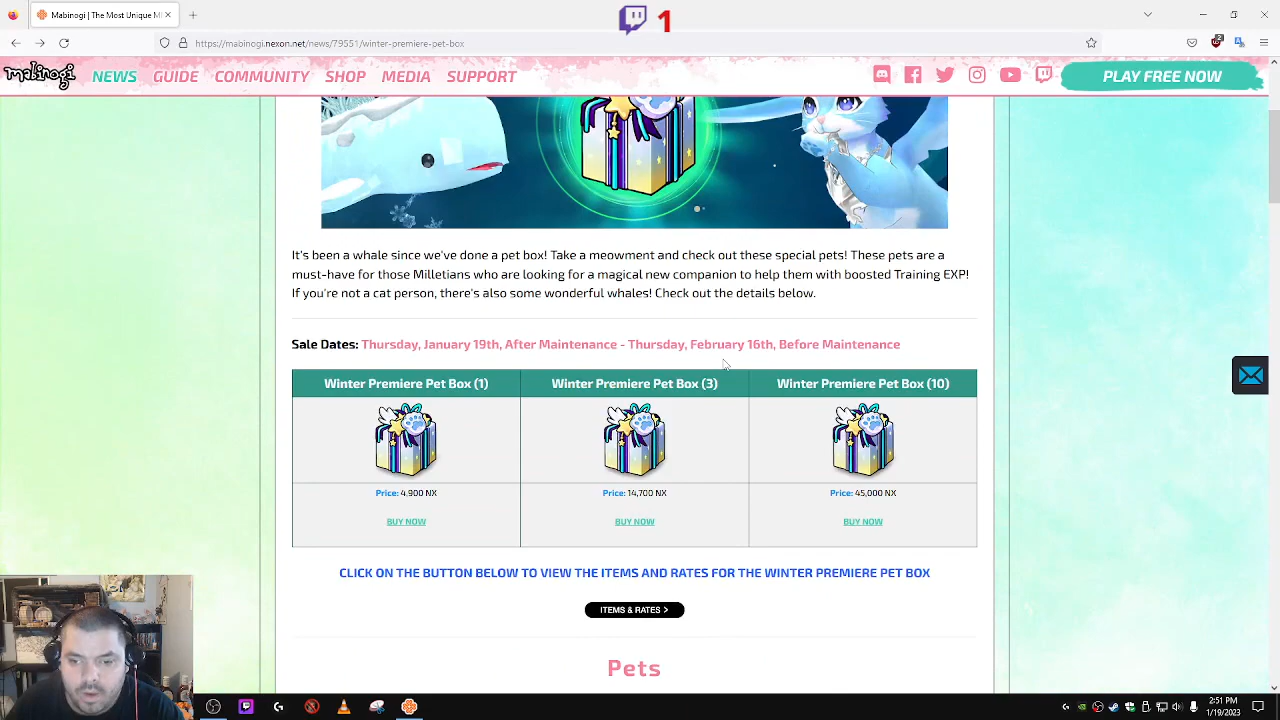 1
Mabinogi | The Most Unique MM
https://mabinogi.nexon.net/news/79551/winter-premiere-pet-box
2
mabinogi
NEWS GUIDE COMMUNITY SHOP MEDIA SUPPORT
PLAY FREE NOW
It's been a whale since we've done a pet box! Take a meowment and check out these special pets! These pets are a
must-have for those Milletians who are looking for a magical new companion to help them with boosted Training EXP!
If you're not a cat person, there's also some wonderful whales! Check out the details below.
Sale Dates: Thursday, January 19th, After Maintenance - Thursday, February 16th, Before Maintenance
Winter Premiere Pet Box (1) Winter Premiere Pet Box (3) Winter Premiere Pet Box (10)
Price: 4,900 NX Price: 14,700 NX Price: 45,000 NX
BUY NOW BUY NOW BUY NOW
CLICK ON THE BUTTON BELOW TO VIEW THE ITEMS AND RATES FOR THE WINTER PREMIERE PET BOX
ITEMS & RATES >
Pets
2:51 PM
1/19/2023